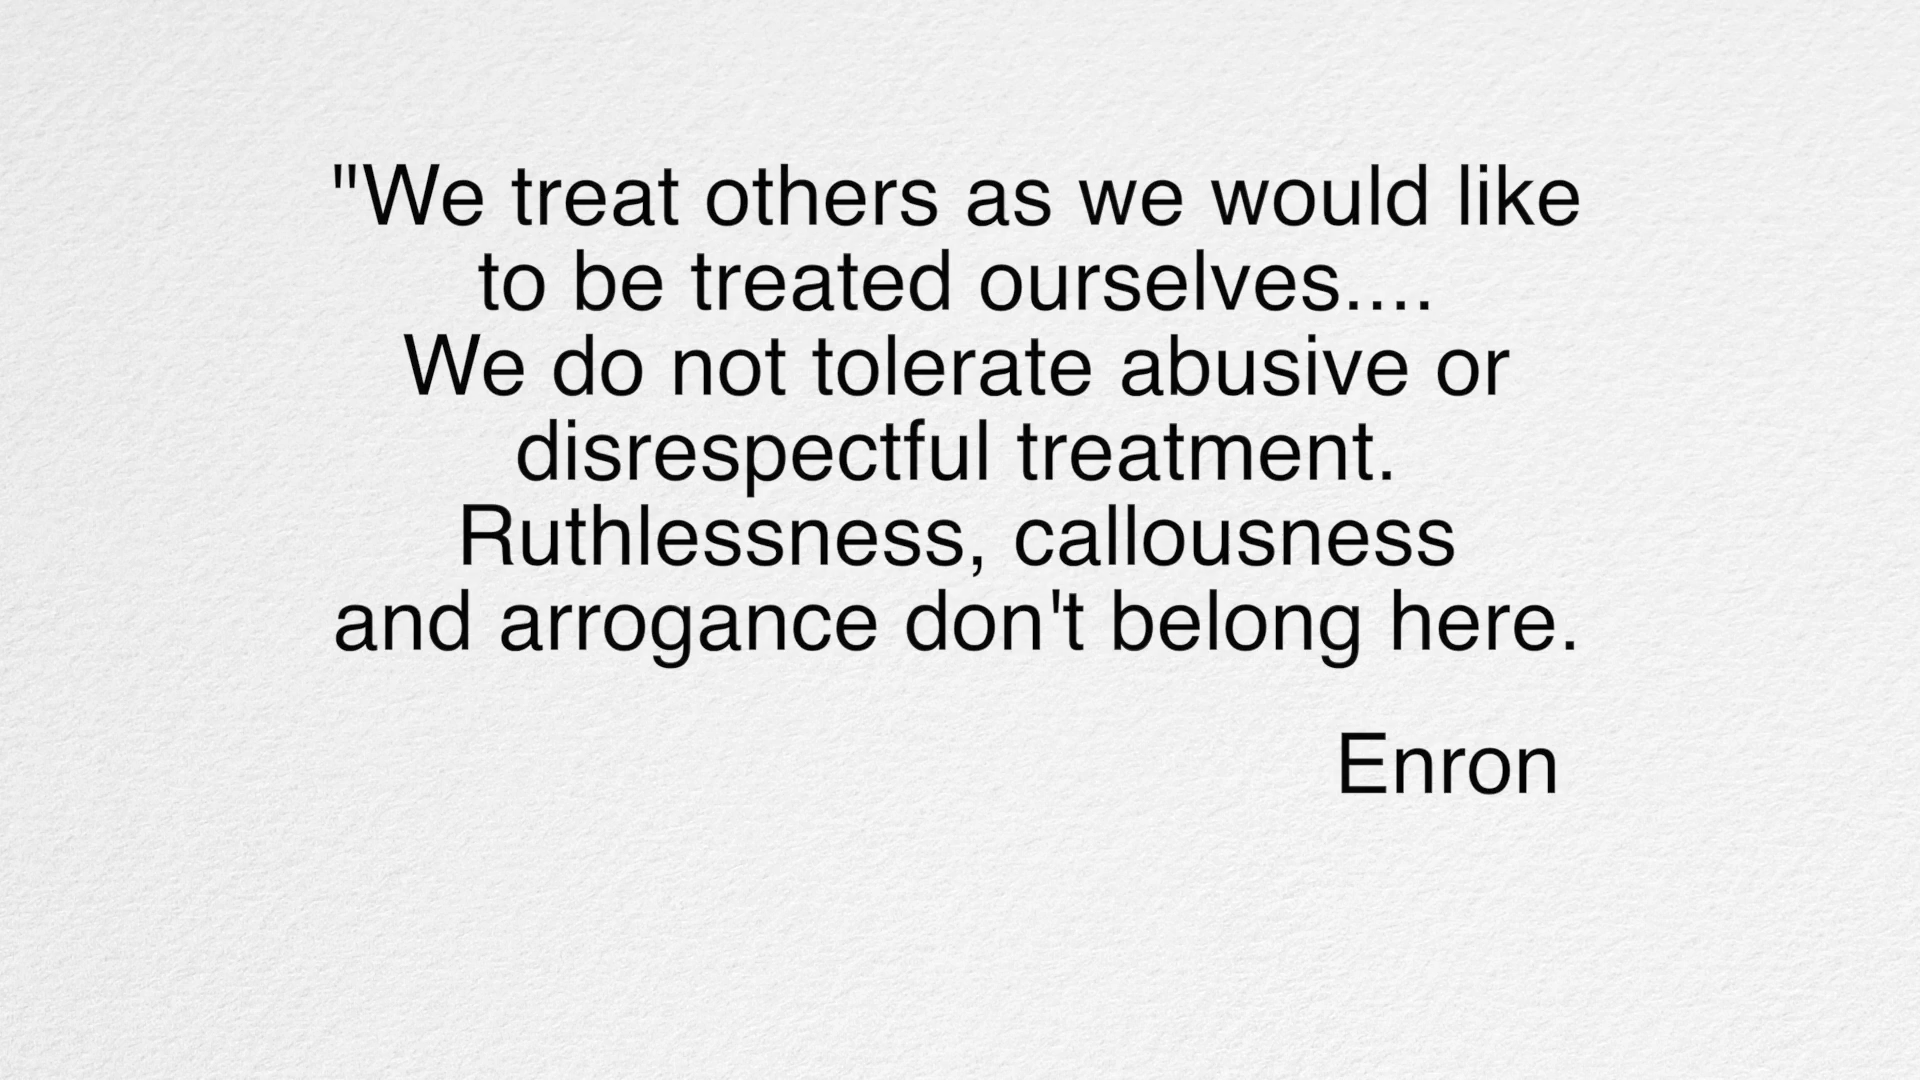 "We treat others as we would like
to be treated ourselves....
We do not tolerate abusive or
disrespectful treatment.
Ruthlessness, callousness
and arrogance don't belong here.
Enron